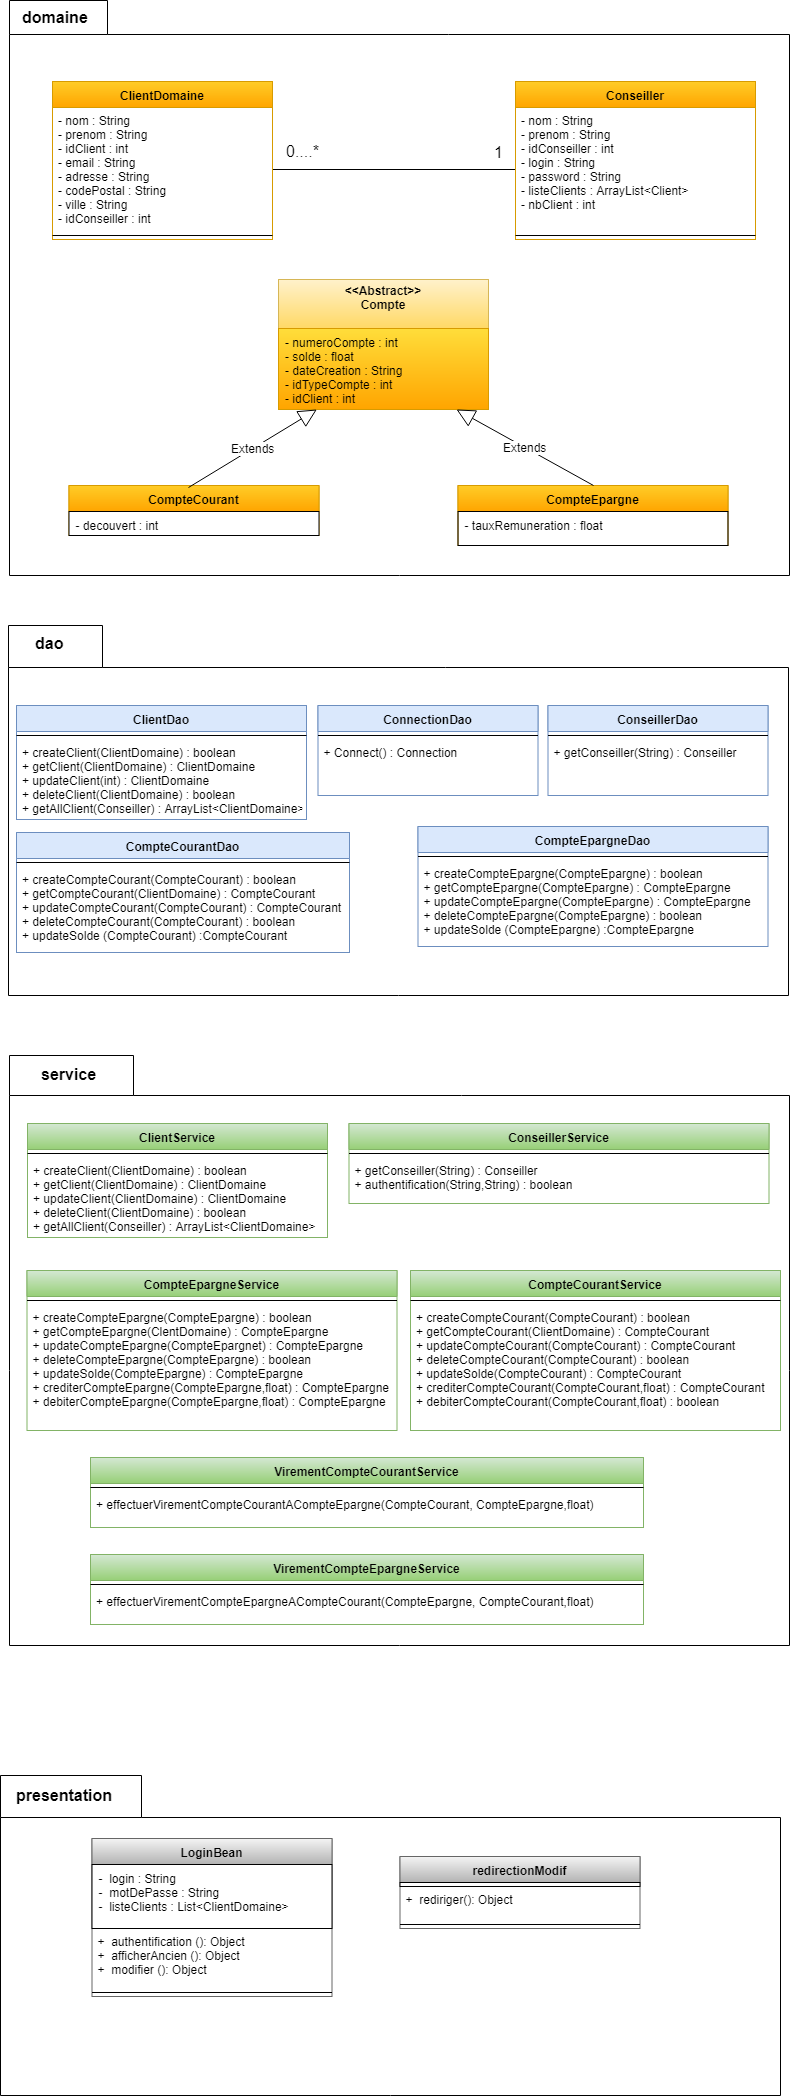 domaine
ClientDomaine
- nom : String
- prenom : String
- idClient : int
- email : String
- adresse : String
- codePostal : String
- ville : String
- idConseiller : int
0....*
1
Conseiller
- nom : String
- prenom : String
- idConseiller : int
- login : String
- password : String
- listeClients : ArrayList<Client>
- nbClient : int
<<Abstract>>
Compte
- numeroCompte : int
- solde : float
- dateCreation : String
- idTypeCompte : int
- idClient : int
Extends
Extends
CompteCourant
- decouvert : int
CompteEpargne
- tauxRemuneration : float
dao
ClientDao
+ createClient(ClientDomaine) : boolean
+ getClient(ClientDomaine) : ClientDomaine
+ updateClient(int) : ClientDomaine
+ deleteClient(ClientDomaine) : boolean
+ getAllClient(Conseiller) : ArrayList<ClientDomaine>
ConnectionDao
+ Connect() : Connection
ConseillerDao
+ getConseiller(String) : Conseiller
CompteCourantDao
+ createCompteCourant(CompteCourant) : boolean
+ getCompteCourant(ClientDomaine) : CompteCourant
+ updateCompteCourant(CompteCourant) : CompteCourant
+ deleteCompteCourant(CompteCourant) : boolean
+ updateSolde (CompteCourant) :CompteCourant
CompteEpargneDao
+ createCompteEpargne(CompteEpargne) : boolean
+ getCompteEpargne(CompteEpargne) : CompteEpargne
+ updateCompteEpargne(CompteEpargne) : CompteEpargne
+ deleteCompteEpargne(CompteEpargne) : boolean
+ updateSolde (CompteEpargne) :CompteEpargne
service
ClientService
+ createClient(ClientDomaine) : boolean
+ getClient(ClientDomaine) : ClientDomaine
+ updateClient(ClientDomaine) : ClientDomaine
+ deleteClient(ClientDomaine) : boolean
+ getAllClient(Conseiller) : ArrayList<ClientDomaine>
ConseillerService
+ getConseiller(String) : Conseiller
+ authentification(String,String) : boolean
CompteEpargneService
+ createCompteEpargne(CompteEpargne) : boolean
+ getCompteEpargne(ClentDomaine) : CompteEpargne
+ updateCompteEpargne(CompteEpargnet) : CompteEpargne
+ deleteCompteEpargne(CompteEpargne) : boolean
+ updateSolde(CompteEpargne) : CompteEpargne
+ crediterCompteEpargne(CompteEpargne,float) : CompteEpargne
+ debiterCompteEpargne(CompteEpargne,float) : CompteEpargne
CompteCourantService
+ createCompteCourant(CompteCourant) : boolean
+ getCompteCourant(ClientDomaine) : CompteCourant
+ updateCompteCourant(CompteCourant) : CompteCourant
+ deleteCompteCourant(CompteCourant) : boolean
+ updateSolde(CompteCourant) : CompteCourant
+ crediterCompteCourant(CompteCourant,float) : CompteCourant
+ debiterCompteCourant(CompteCourant,float) : boolean
VirementCompteCourantService
+ effectuerVirementCompteCourantACompteEpargne(CompteCourant, CompteEpargne,float)
VirementCompteEpargneService
+ effectuerVirementCompteEpargneACompteCourant(CompteEpargne, CompteCourant,float)
presentation
LoginBean
- login : String
- motDePasse : String
- listeClients : List<ClientDomaine>
+ authentification (): Object
+ afficherAncien (): Object
+ modifier (): Object
redirectionModif
+ rediriger(): Object